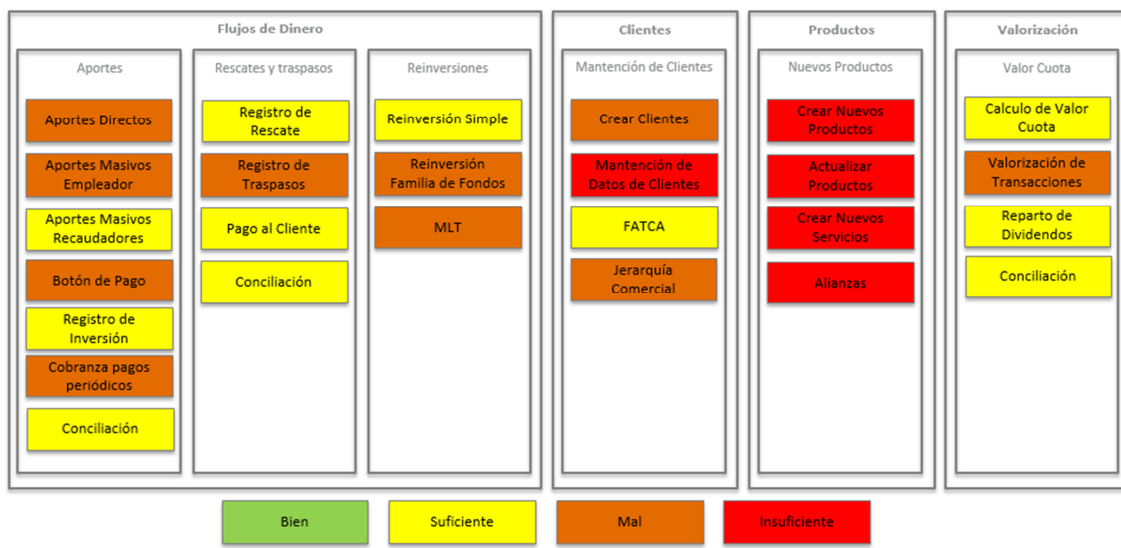 Flujos de Dinero
Aportes
Aportes Directos
Aportes Masivos
Empleador
Aportes Masivos
Recaudadores
Botón de Pago
Registro de
Inversión
Cobranza pagos
periódicos
Conciliación
Rescates y traspasos
Registro de
Rescate
Registro de
Traspasos
Pago al Cliente
Conciliación
Reinversiones
Reinversión Simple
Reinversión
Familia de Fondos
MLT
Clientes
Mantención de Clientes
Crear Clientes
Mantención de
Datos de Clientes
FATCA
Jerarquía
Comercial
Productos
Nuevos Productos
Crear Nuevos
Productos
Actualizar
Productos
Crear Nuevos
Servicios
Alianzas
Valorización
Valor Cuota
Calculo de Valor
Cuota
Valorización de
Transacciones
Reparto de
Dividendos
Conciliación
Bien
Suficiente
Mal
Insuficiente